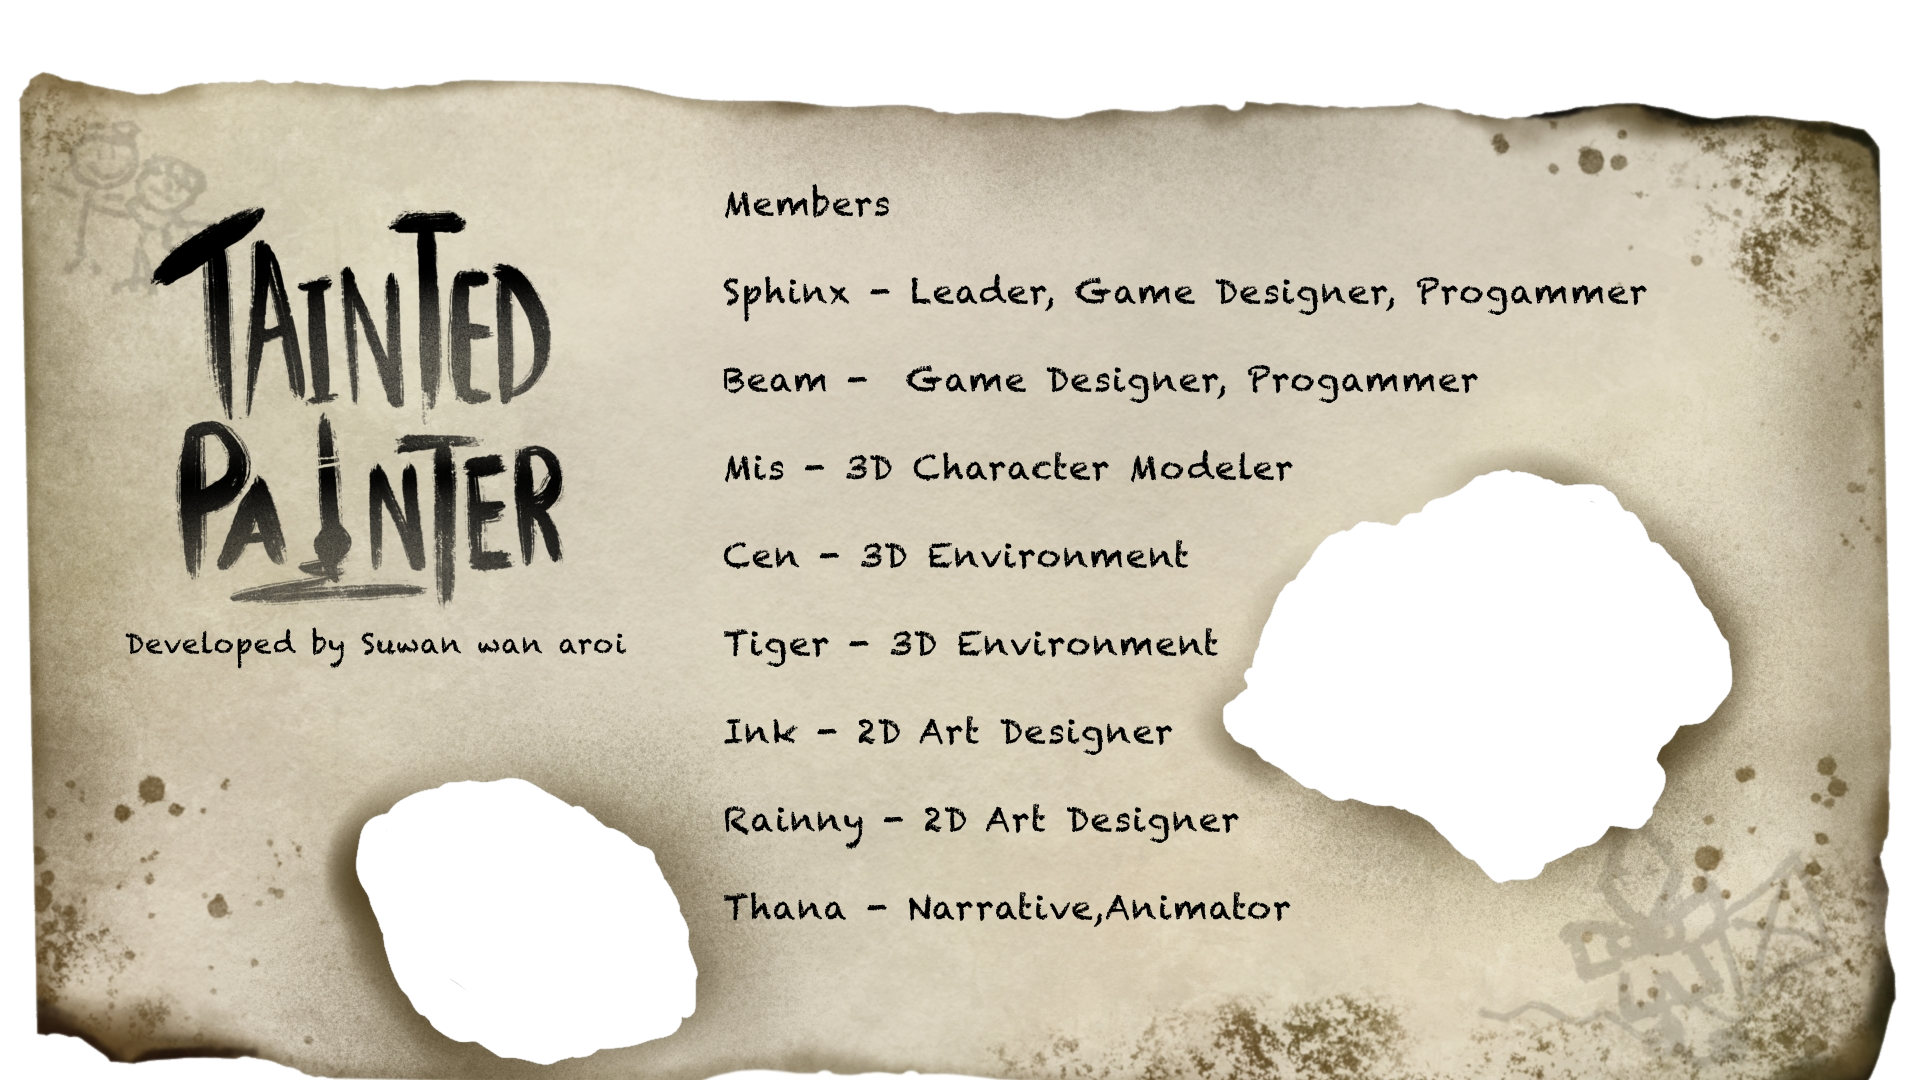 TAINTED
PAINTER
Developed by Suwan wan aroi
Members
Sphinx - Leader, Game Designer, Progammer
Beam -  Game Designer, Progammer
Mis - 3D Character Modeler
Cen - 3D Environment
Tiger - 3D Environment
Ink - 2D Art Designer
Rainny - 2D Art Designer
Thana - Narrative,Animator